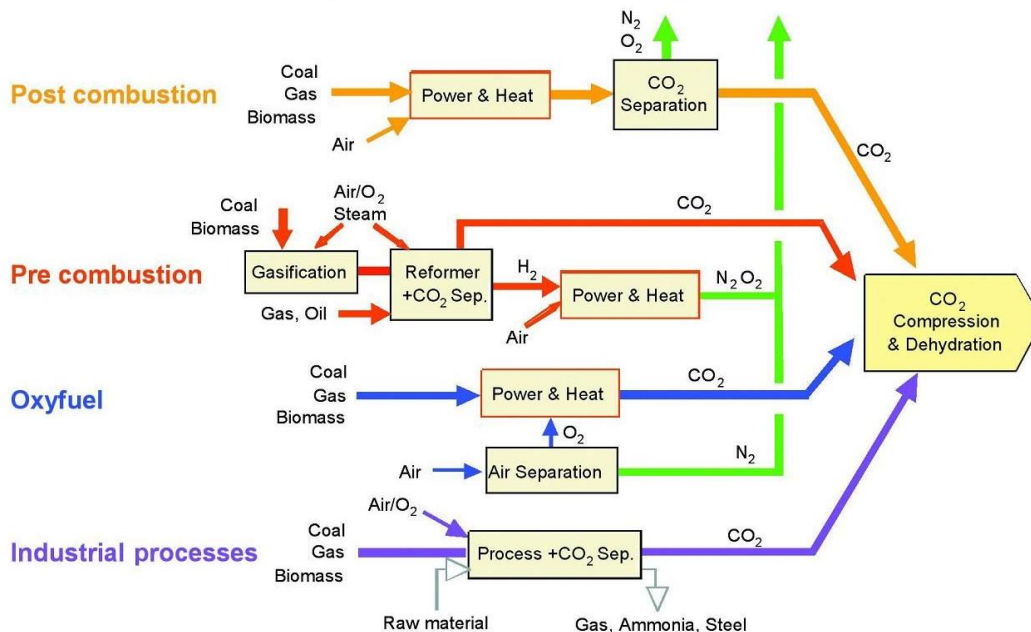 N₂
O₂
Post combustion
Coal
Gas
Biomass
Air
Power & Heat
CO₂
Separation
CO₂
Pre combustion
Coal
Biomass
Air/O₂
Steam
Gasification
Gas, Oil
Reformer
+CO₂ Sep.
H₂
Air
Power & Heat
CO₂
N₂O₂
CO₂
Compression
& Dehydration
Oxyfuel
Coal
Gas
Biomass
Power & Heat
CO₂
O₂
Air
Air Separation
N₂
Industrial processes
Air/O₂
Coal
Gas
Biomass
Process +CO₂ Sep.
CO₂
Raw material
Gas, Ammonia, Steel